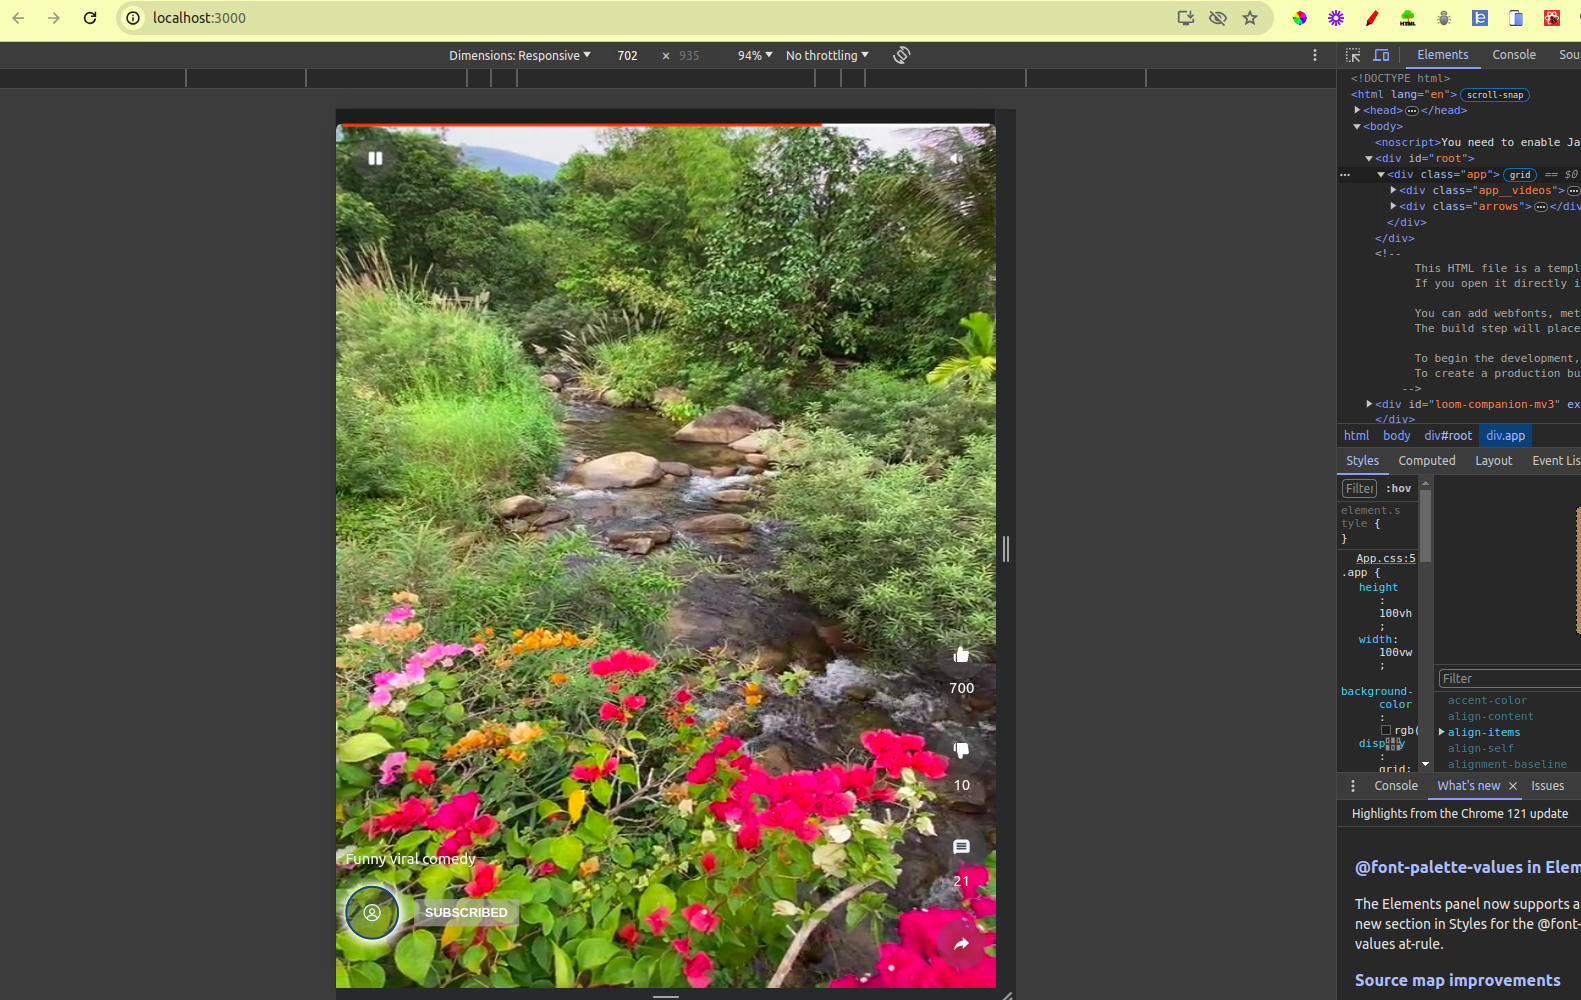 localhost:3000
Dimensions: Responsive 702 × 935 94% No throttling
Elements Console Sou
<!DOCTYPE html>
<html lang="en"> scroll-snap
<head> </head>
<body>
<noscript>You need to enable Ja
<div id="root">
<div class="app"> grid == $0
<div class="app__videos">
<div class="arrows"> </div
</div>
</div>
<!--
This HTML file is a templ
If you open it directly i
You can add webfonts, met
The build step will place
To begin the development,
To create a production bu
-->
<div id="loom-companion-mv3" ex
</div>
html body div#root div.app
Styles Computed Layout Event Lis
Filter :hov
element.s
tyle {
}
App.css:5
.app {
height
:
100vh
;
width:
100vw
;
background-
color
:
rgb(
display
:
grid;
Filter
accent-color
align-content
align-items
align-self
alignment-baseline
Console What's new × Issues
Highlights from the Chrome 121 update
@font-palette-values in Elem
The Elements panel now supports a
new section in Styles for the @font-
values at-rule.
Source map improvements
700
10
21
Funny viral comedy
SUBSCRIBED